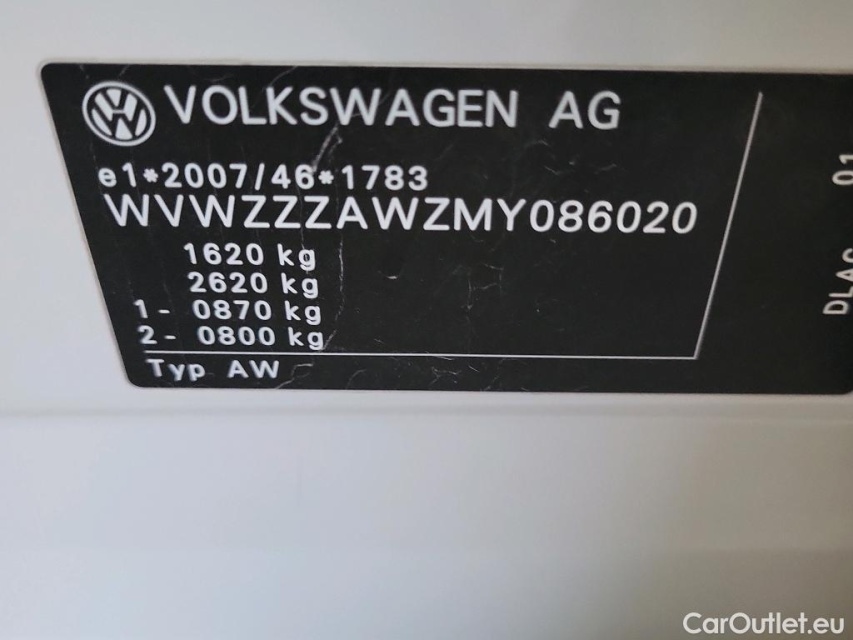 VOLKSWAGEN AG
e1*2007/46*1783
WVWZZZAWZMY086020
1620 kg
2620 kg
1- 0870 kg
2- 0800 kg
Typ AW
01
CarOutlet.eu